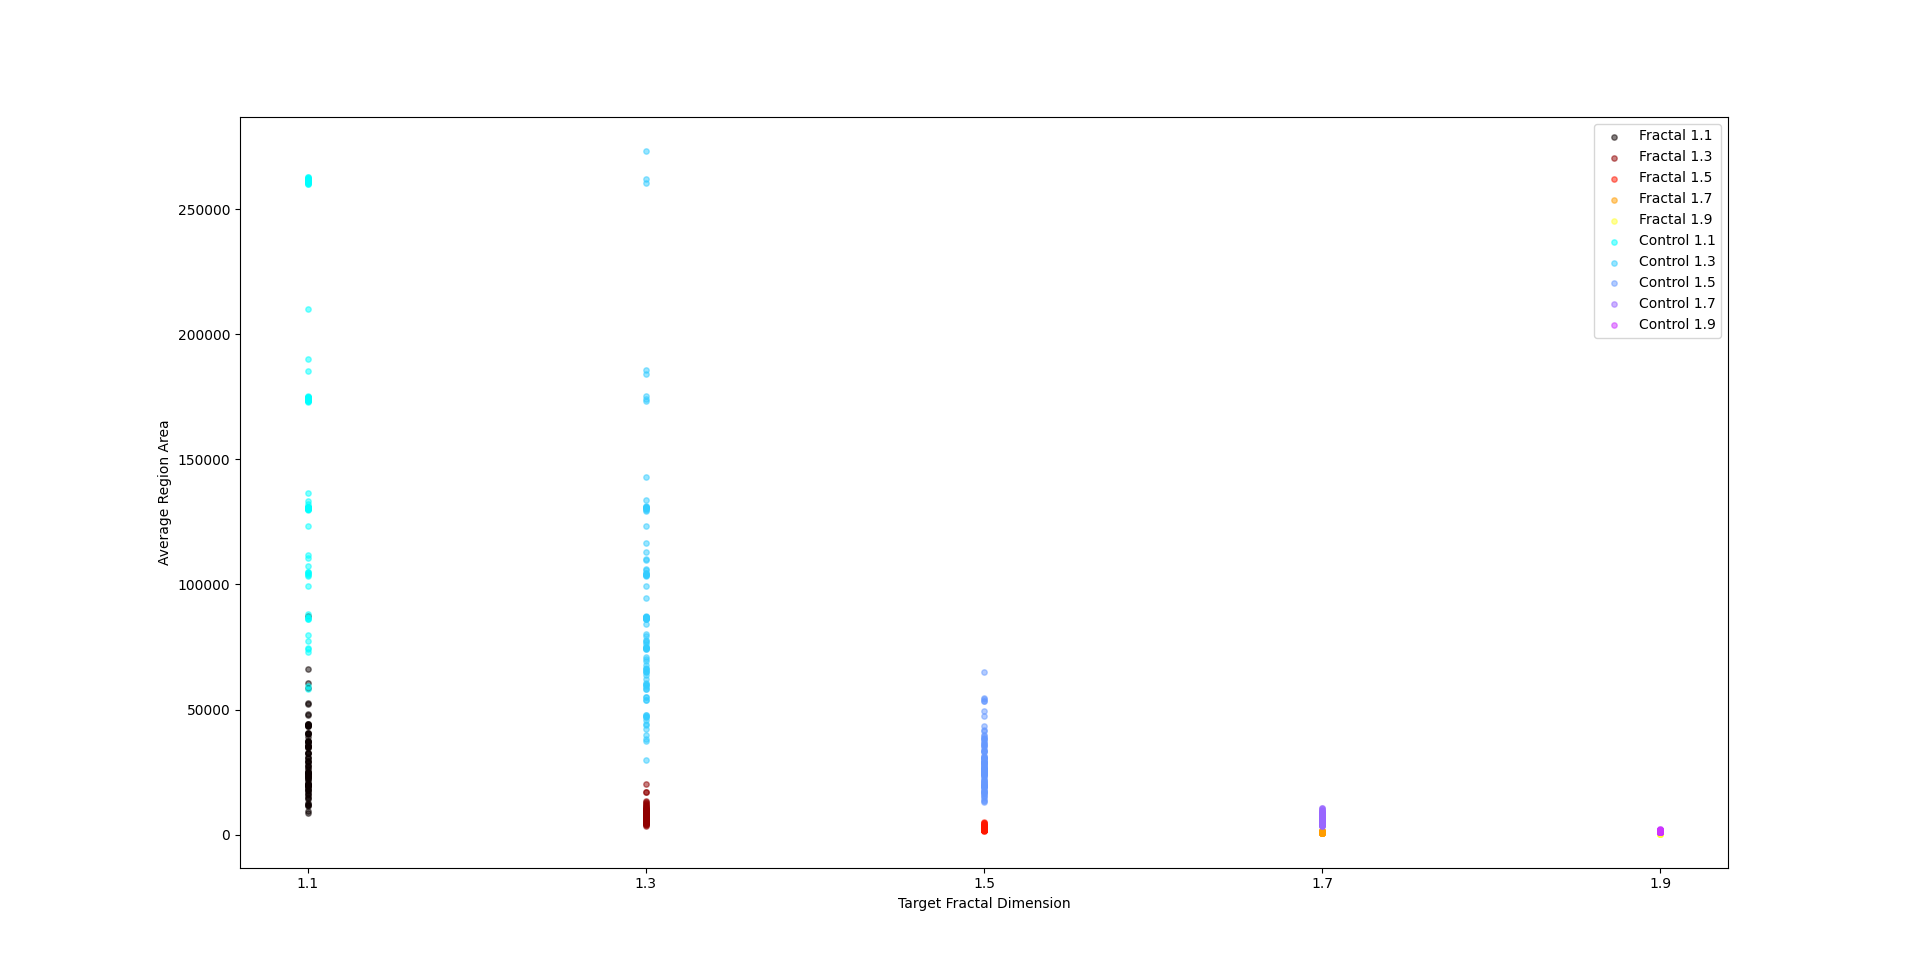 Fractal 1.1
Fractal 1.3
Fractal 1.5
Fractal 1.7
Fractal 1.9
Control 1.1
Control 1.3
Control 1.5
Control 1.7
Control 1.9
Average Region Area
250000
200000
150000
100000
50000
0
1.1 1.3 1.5 1.7 1.9
Target Fractal Dimension